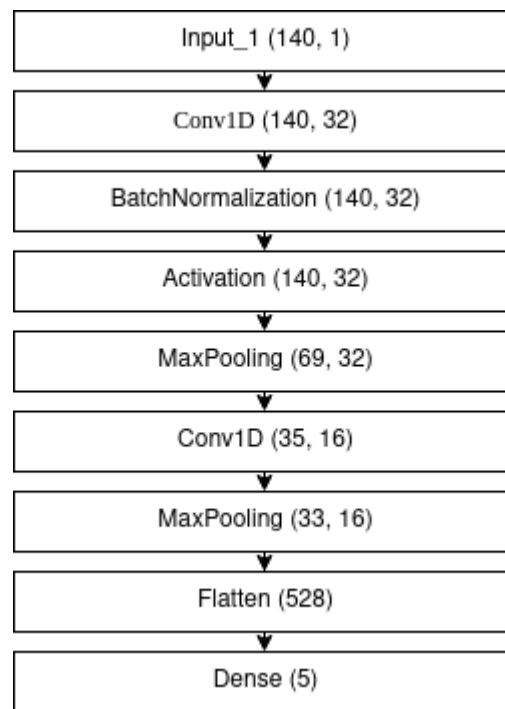 Input_1 (140, 1)
Conv1D (140, 32)
BatchNormalization (140, 32)
Activation (140, 32)
MaxPooling (69, 32)
Conv1D (35, 16)
MaxPooling (33, 16)
Flatten (528)
Dense (5)